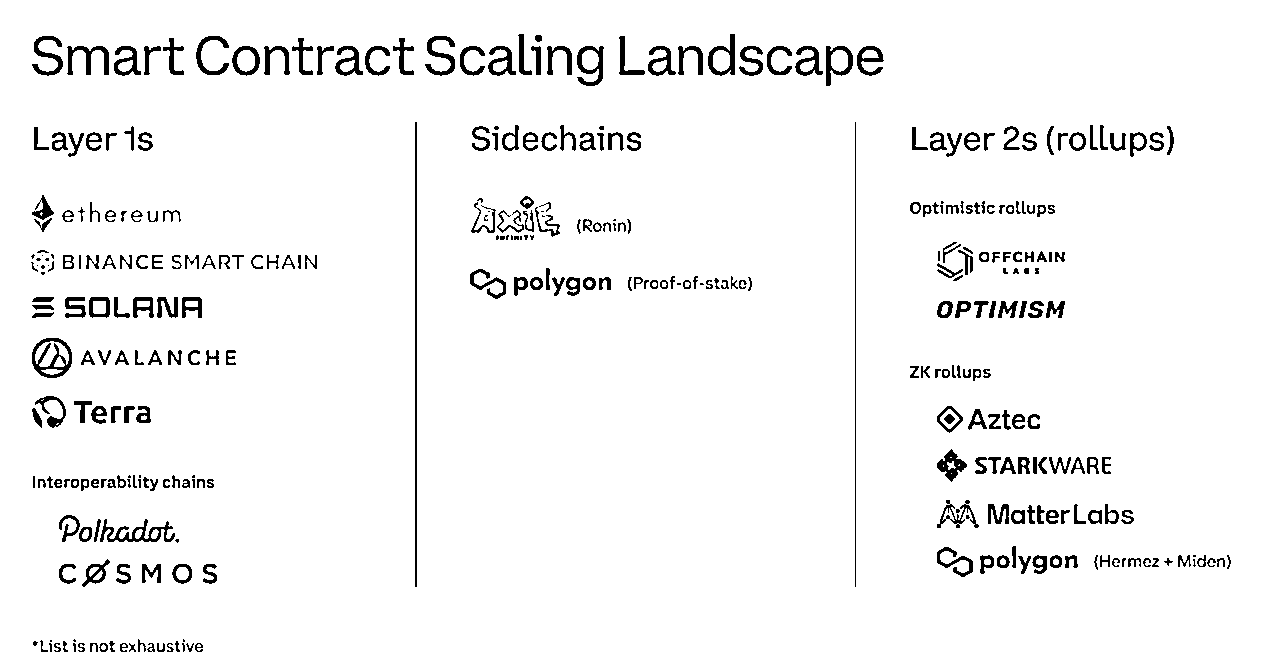 Smart Contract Scaling Landscape
Layer 1s
ethereum
BINANCE SMART CHAIN
SOLANA
AVALANCHE
Terra
Interoperability chains
Polkadot.
COSMOS
Sidechains
AXIE INFINITY (Ronin)
polygon (Proof-of-stake)
Layer 2s (rollups)
Optimistic rollups
OFFCHAIN
LABS
OPTIMISM
ZK rollups
Aztec
STARKWARE
Matter Labs
polygon (Hermez + Miden)
*List is not exhaustive